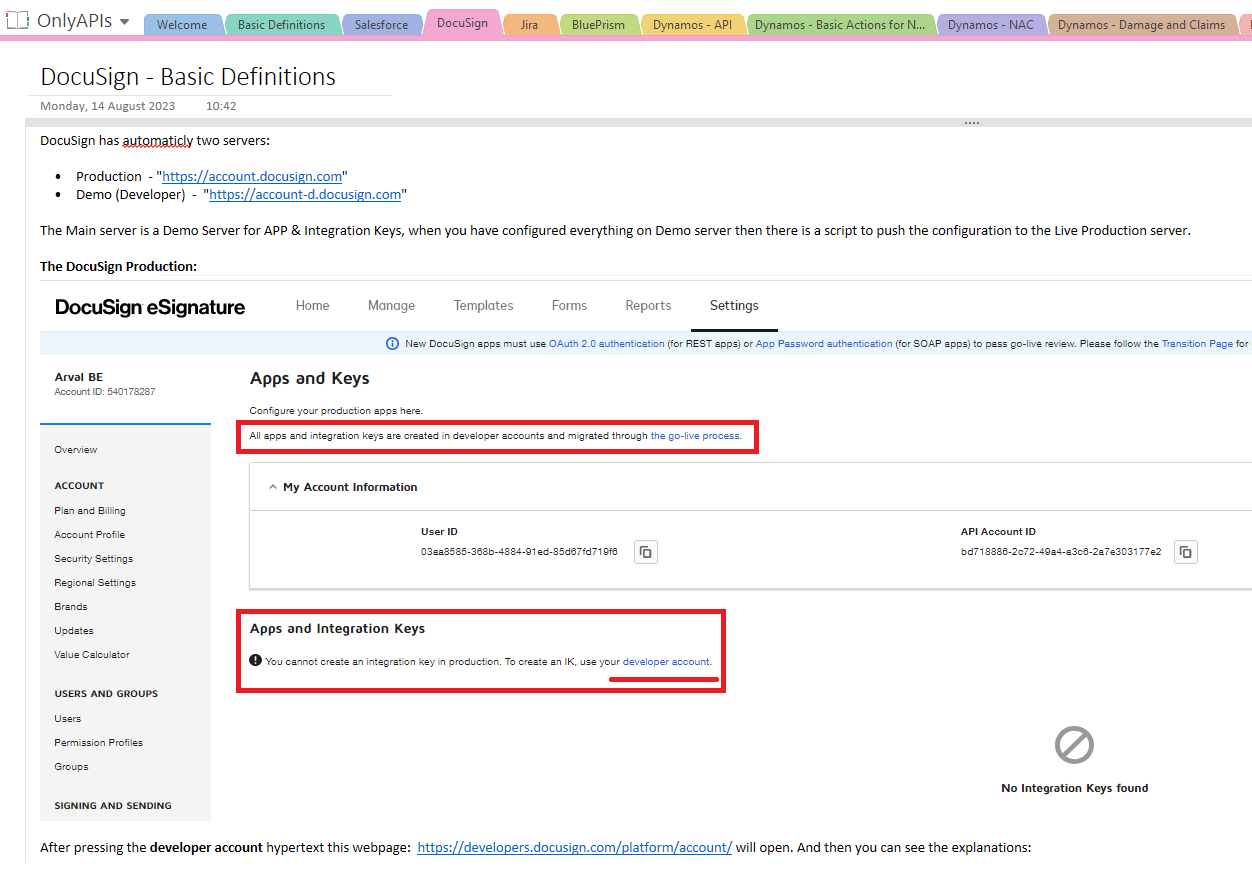 OnlyAPIs
Welcome
Basic Definitions
Salesforce
DocuSign
Jira
BluePrism
Dynamos - API
Dynamos - Basic Actions for N...
Dynamos - NAC
Dynamos - Damage and Claims
DocuSign - Basic Definitions
Monday, 14 August 2023 10:42
DocuSign has automaticly two servers:
• Production - "https://account.docusign.com"
• Demo (Developer) - "https://account-d.docusign.com"
The Main server is a Demo Server for APP & Integration Keys, when you have configured everything on Demo server then there is a script to push the configuration to the Live Production server.
The DocuSign Production:
DocuSign eSignature
Home
Manage
Templates
Forms
Reports
Settings
New DocuSign apps must use OAuth 2.0 authentication (for REST apps) or App Password authentication (for SOAP apps) to pass go-live review. Please follow the Transition Page for
Arval BE
Account ID: 540178287
Overview
ACCOUNT
Plan and Billing
Account Profile
Security Settings
Regional Settings
Brands
Updates
Value Calculator
USERS AND GROUPS
Users
Permission Profiles
Groups
SIGNING AND SENDING
Apps and Keys
Configure your production apps here.
All apps and integration keys are created in developer accounts and migrated through the go-live process.
My Account Information
User ID
03aa8585-368b-4884-91ed-85d67fd719f6
API Account ID
bd718886-2c72-49a4-a3c6-2a7e303177e2
Apps and Integration Keys
You cannot create an integration key in production. To create an IK, use your developer account.
No Integration Keys found
After pressing the developer account hypertext this webpage: https://developers.docusign.com/platform/account/ will open. And then you can see the explanations: